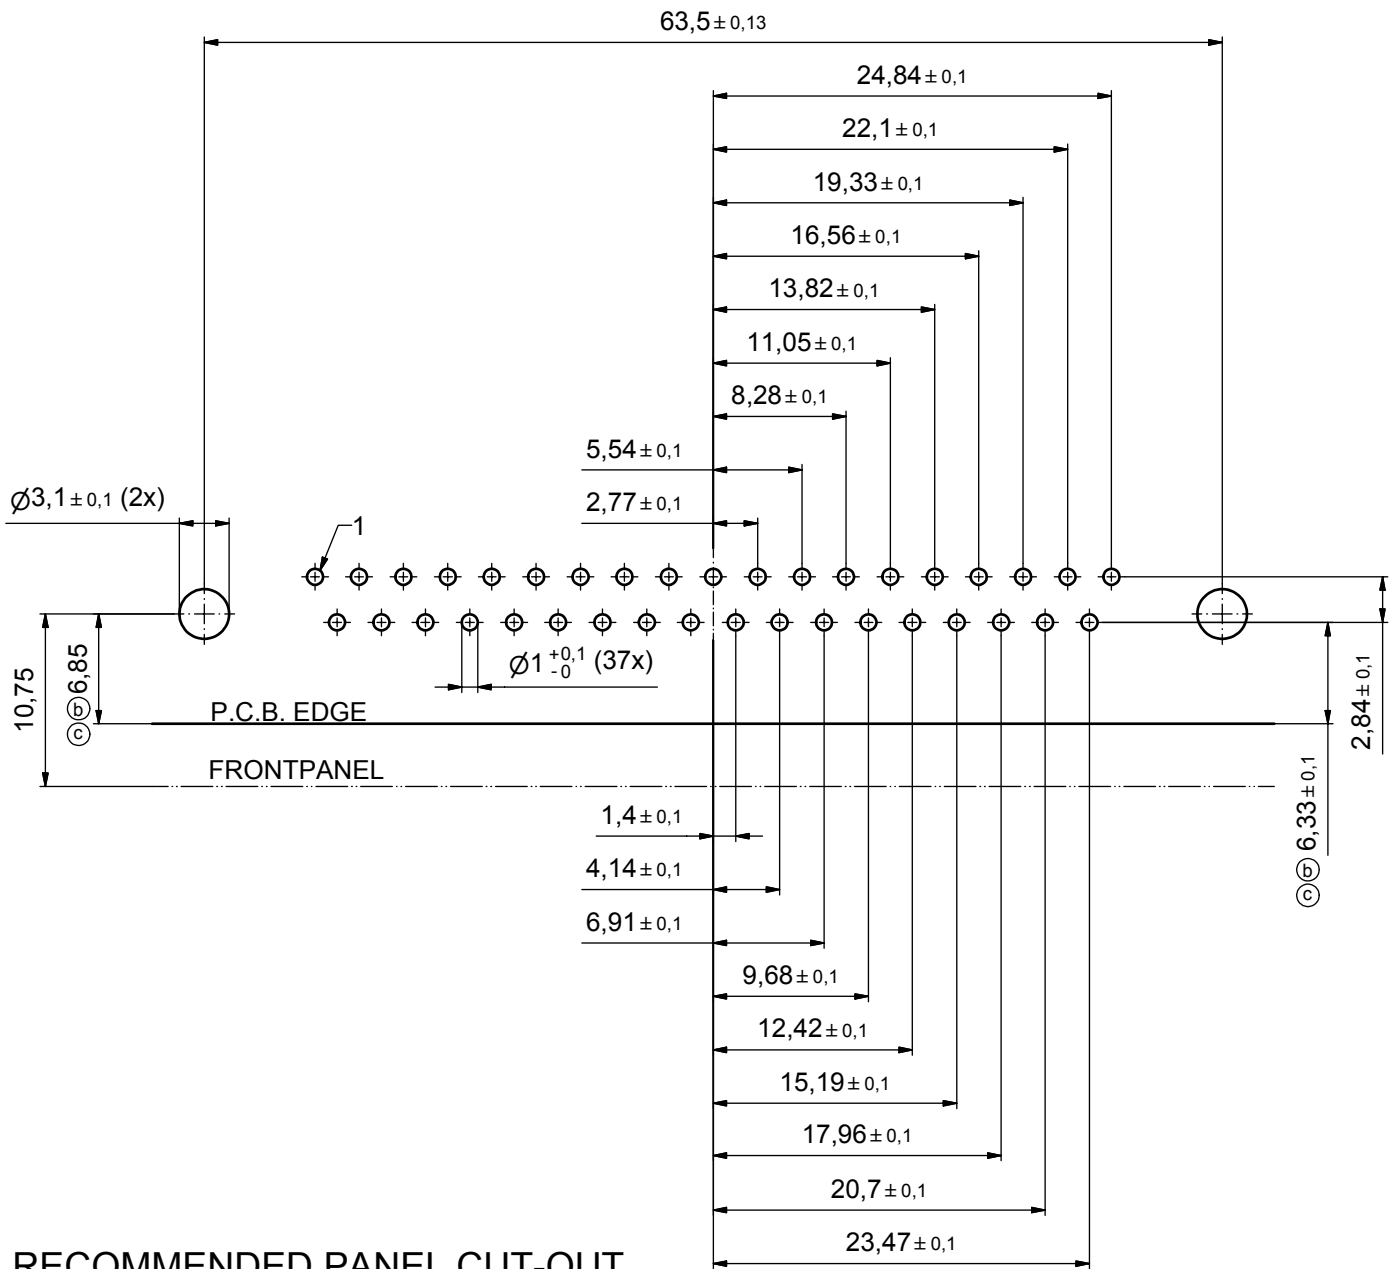 63,5 ± 0,13
24,84 ± 0,1
22,1 ± 0,1
19,33 ± 0,1
16,56 ± 0,1
13,82 ± 0,1
11,05 ± 0,1
8,28 ± 0,1
5,54 ± 0,1
Ø3,1 ± 0,1 (2x)
2,77 ± 0,1
1
Ø1 +0,1 -0 (37x)
10,75
ⓒ ⓑ 6,85
2,84 ± 0,1
P.C.B. EDGE
FRONTPANEL
ⓒ ⓑ 6,33 ± 0,1
1,4 ± 0,1
4,14 ± 0,1
6,91 ± 0,1
9,68 ± 0,1
12,42 ± 0,1
15,19 ± 0,1
17,96 ± 0,1
20,7 ± 0,1
23,47 ± 0,1
RECOMMENDED PANEL CUT-OUT